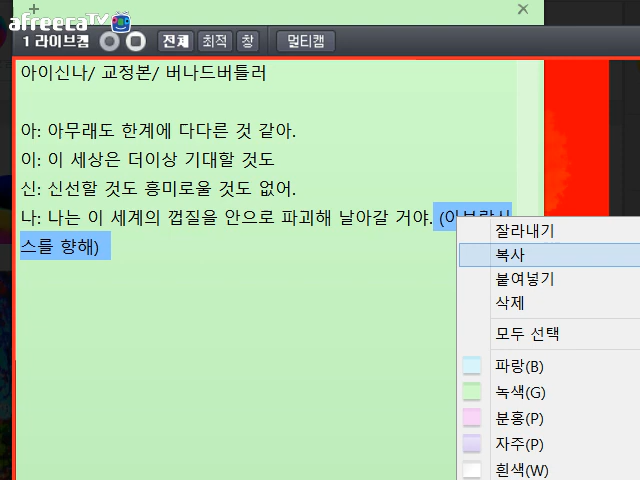 +
afreecaTV
1 라이브캠 전체 최적 창 멀티캠
아이신나/ 교정본/ 버나드버틀러
아: 아무래도 한계에 다다른 것 같아.
이: 이 세상은 더이상 기대할 것도
신: 신선할 것도 흥미로울 것도 없어.
나: 나는 이 세계의 껍질을 안으로 파괴해 날아갈 거야.
스를 향해)
잘라내기
복사
붙여넣기
삭제
모두 선택
파랑(B)
녹색(G)
분홍(P)
자주(P)
흰색(W)